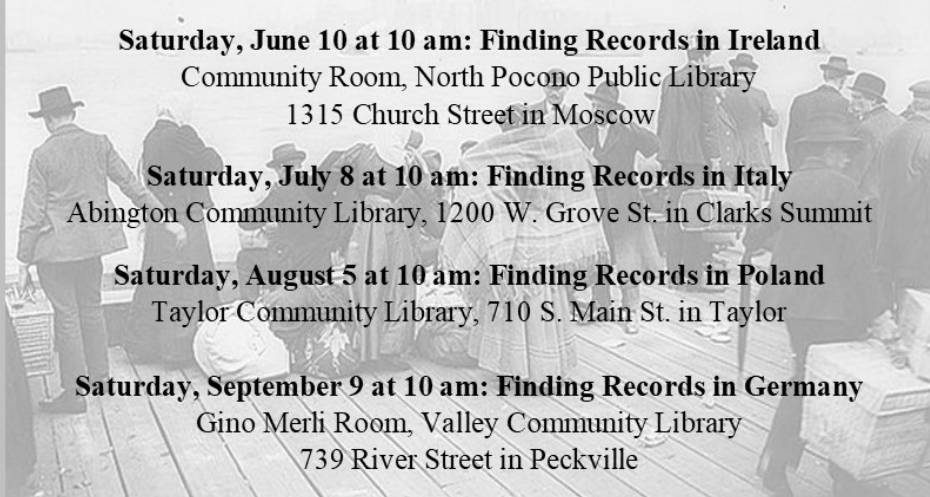 Saturday, June 10 at 10 am: Finding Records in Ireland
Community Room, North Pocono Public Library
1315 Church Street in Moscow
Saturday, July 8 at 10 am: Finding Records in Italy
Abington Community Library, 1200 W. Grove St. in Clarks Summit
Saturday, August 5 at 10 am: Finding Records in Poland
Taylor Community Library, 710 S. Main St. in Taylor
Saturday, September 9 at 10 am: Finding Records in Germany
Gino Merli Room, Valley Community Library
739 River Street in Peckville